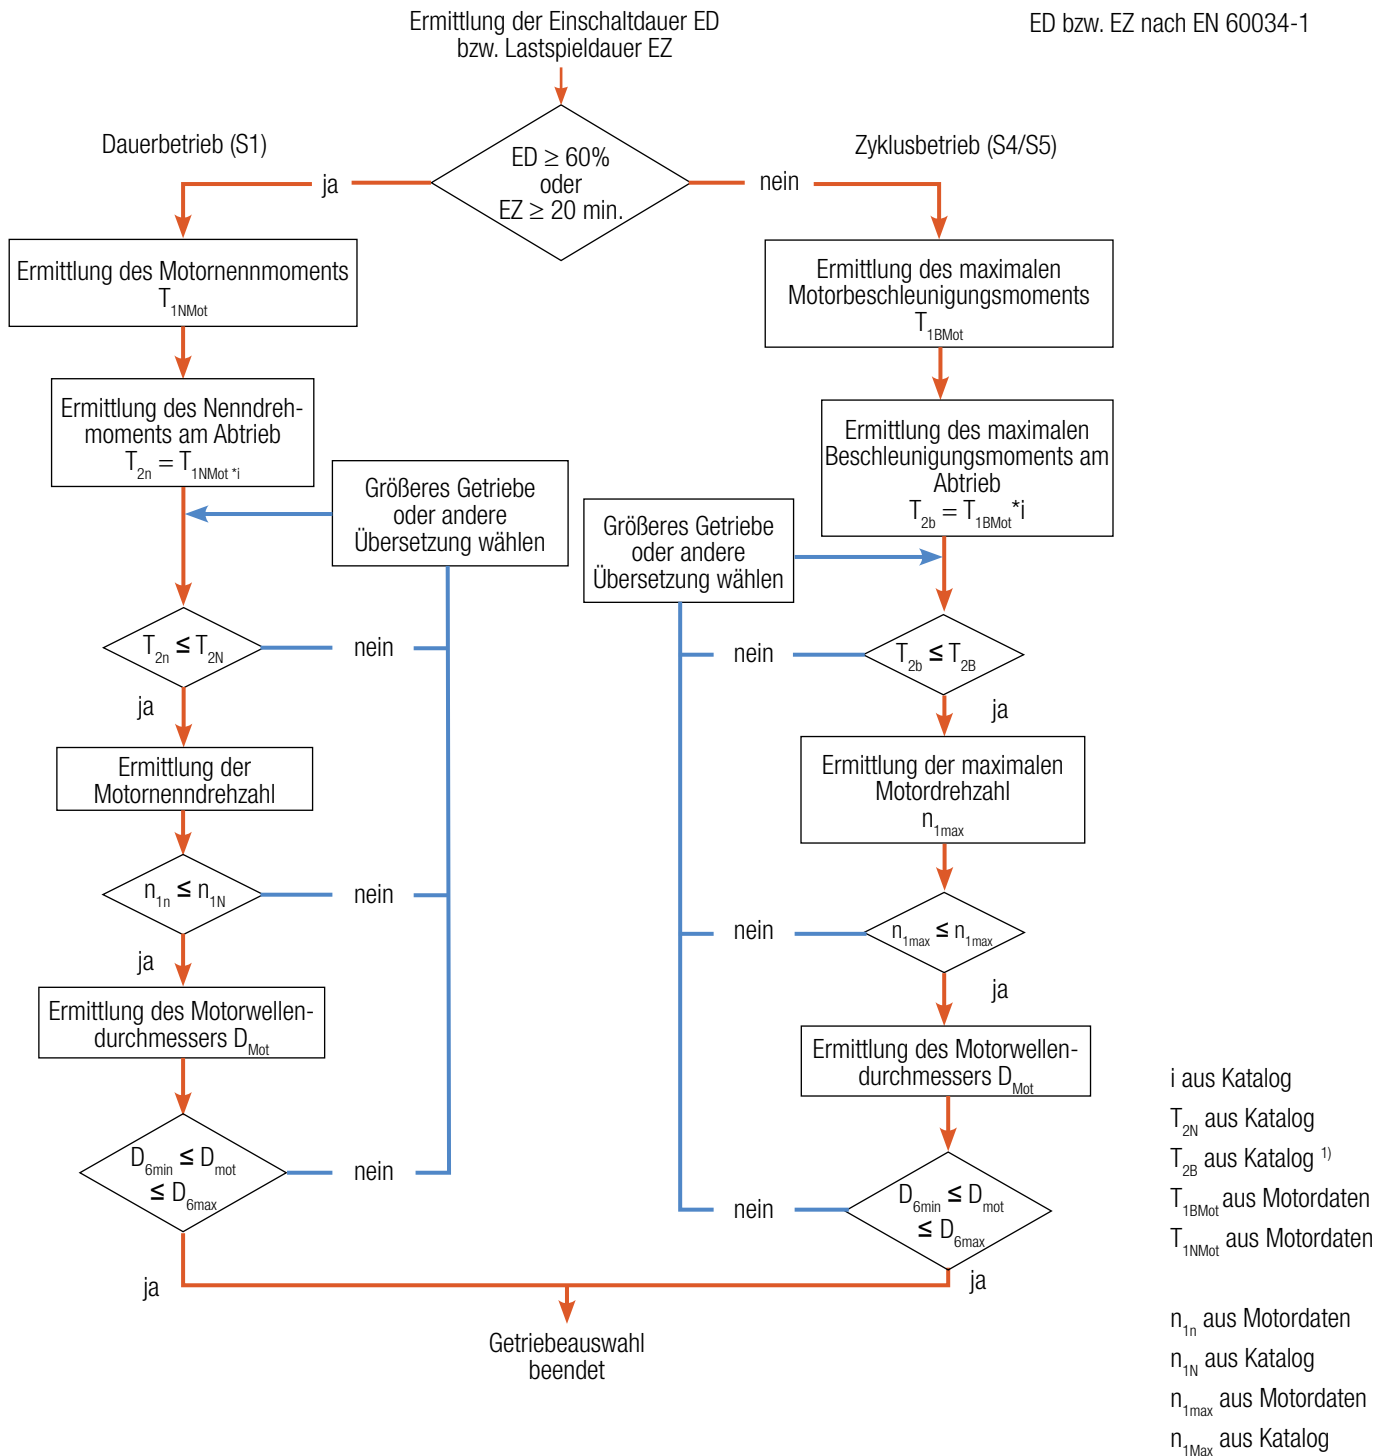 Ermittlung der Einschaltdauer ED
bzw. Lastspieldauer EZ
ED bzw. EZ nach EN 60034-1
Dauerbetrieb (S1)
Zyklusbetrieb (S4/S5)
ED ≥ 60%
oder
EZ ≥ 20 min.
ja
nein
Ermittlung des Motornennmoments
T1NMot
Ermittlung des Nenndreh-
moments am Abtrieb
T2n = T1NMot *i
Größeres Getriebe
oder andere
Übersetzung wählen
T2n ≤ T2N
nein
ja
Ermittlung der
Motornenndrehzahl
n1n ≤ n1N
nein
ja
Ermittlung des Motorwellen-
durchmessers DMot
D6min ≤ Dmot
≤ D6max
nein
ja
Ermittlung des maximalen
Motorbeschleunigungsmoments
T1BMot
Ermittlung des maximalen
Beschleunigungsmoments am
Abtrieb
T2b = T1BMot*i
Größeres Getriebe
oder andere
Übersetzung wählen
T2b ≤ T2B
nein
ja
Ermittlung der maximalen
Motordrehzahl
n1max
n1max ≤ n1max
nein
ja
Ermittlung des Motorwellen-
durchmessers DMot
D6min ≤ Dmot
≤ D6max
nein
ja
Getriebeauswahl
beendet
i aus Katalog
T2N aus Katalog
T2B aus Katalog 1)
T1BMot aus Motordaten
T1NMot aus Motordaten
n1n aus Motordaten
n1N aus Katalog
n1max aus Motordaten
n1Max aus Katalog